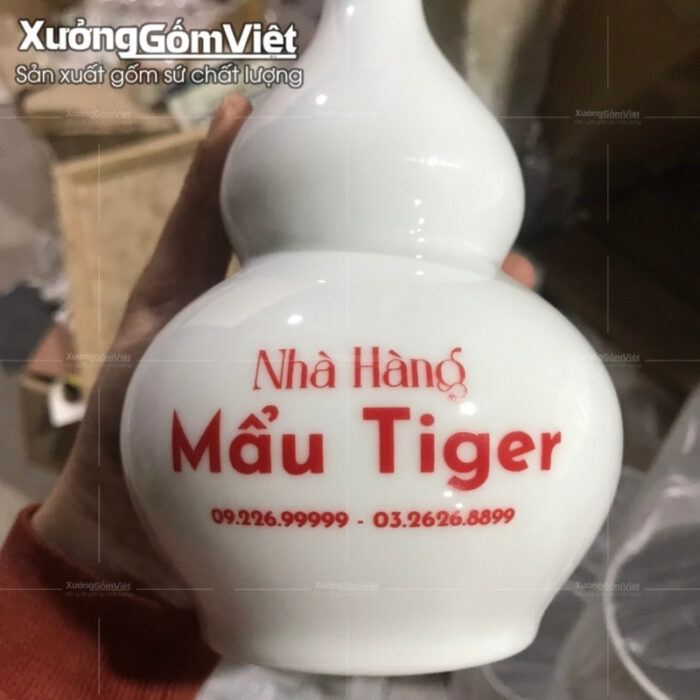 XưởngGốmViệt
Sản xuất gốm sứ chất lượng
Nhà Hàng
Mẩu Tiger
09.226.99999 - 03.2626.8899